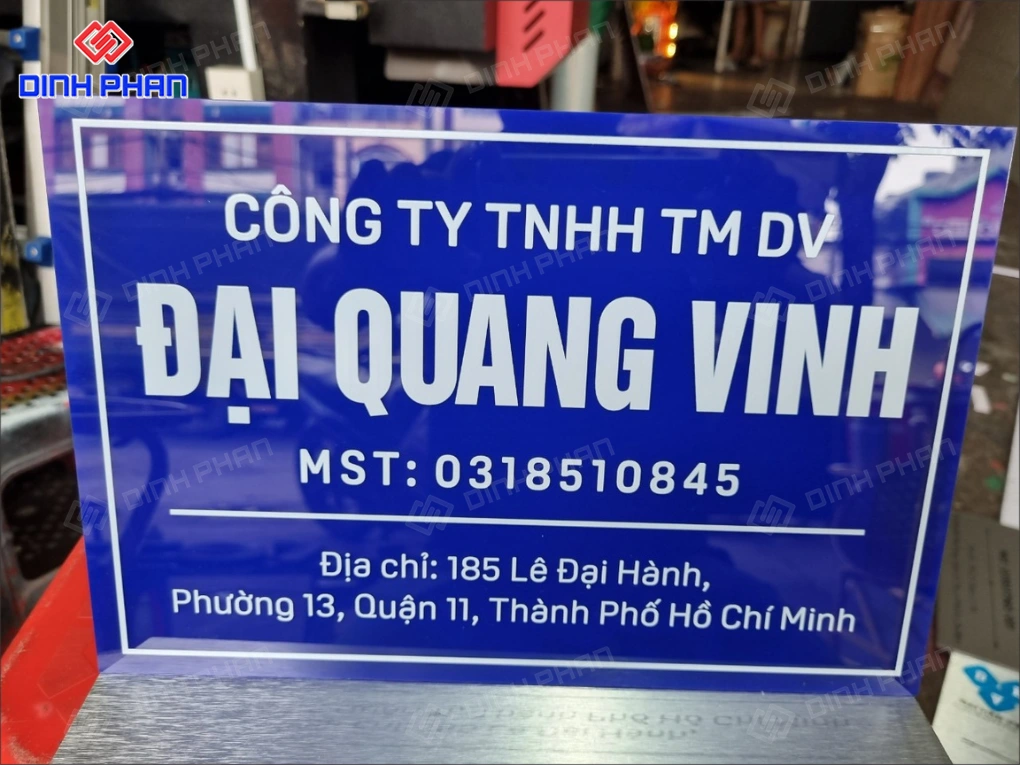 DINH PHAN
CÔNG TY TNHH TM DV
ĐẠI QUANG VINH
MST: 0318510845
Địa chỉ: 185 Lê Đại Hành,
Phường 13, Quận 11, Thành Phố Hồ Chí Minh